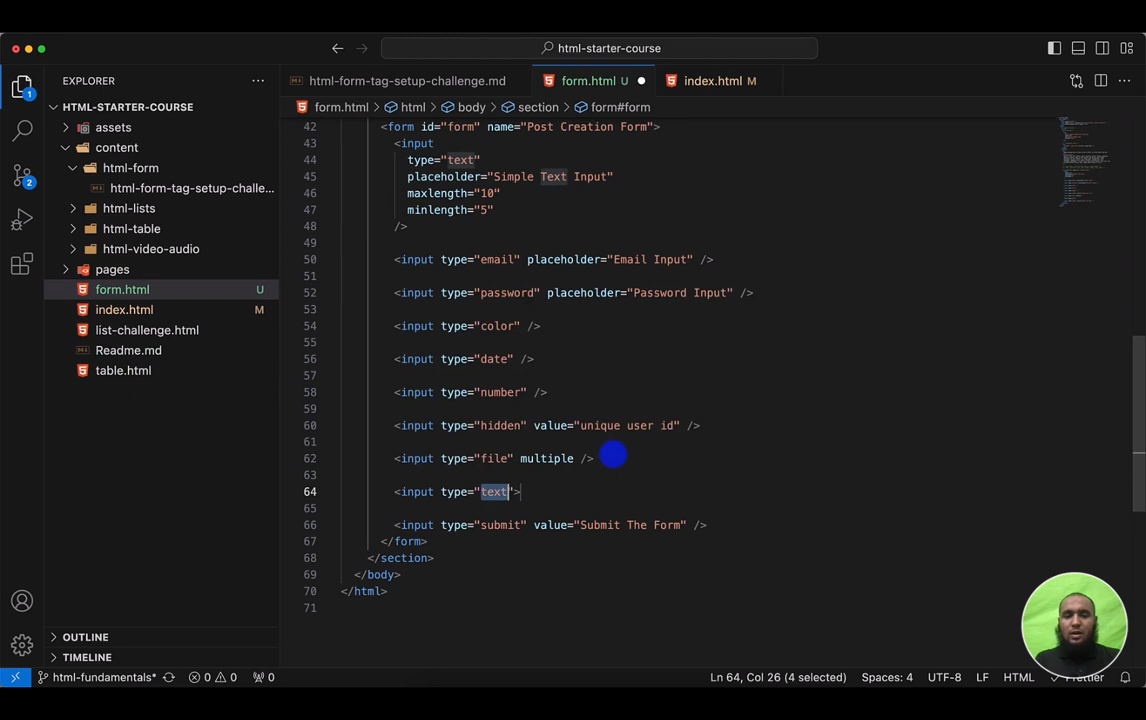 html-starter-course
EXPLORER
html-form-tag-setup-challenge.md
form.html U
index.html M
HTML-STARTER-COURSE
form.html > html > body > section > form#form
assets
content
html-form
html-form-tag-setup-challe...
html-lists
html-table
html-video-audio
pages
form.html U
index.html M
list-challenge.html
Readme.md
table.html
42 <form id="form" name="Post Creation Form">
43 <input
44 type="text"
45 placeholder="Simple Text Input"
46 maxlength="10"
47 minlength="5"
48 />
49
50 <input type="email" placeholder="Email Input" />
51
52 <input type="password" placeholder="Password Input" />
53
54 <input type="color" />
55
56 <input type="date" />
57
58 <input type="number" />
59
60 <input type="hidden" value="unique user id" />
61
62 <input type="file" multiple />
63
64 <input type="text">
65
66 <input type="submit" value="Submit The Form" />
67 </form>
68 </section>
69 </body>
70 </html>
71
1
2
OUTLINE
TIMELINE
html-fundamentals* 0 0 0 Ln 64, Col 26 (4 selected) Spaces: 4 UTF-8 LF HTML Prettier